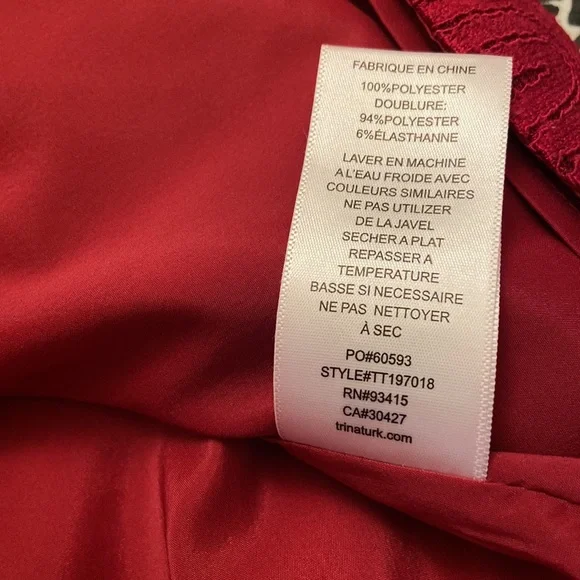 FABRIQUE EN CHINE
100%POLYESTER
DOUBLURE:
94%POLYESTER
6%ÉLASTHANNE
LAVER EN MACHINE
A L'EAU FROIDE AVEC
COULEURS SIMILAIRES
NE PAS UTILIZER
DE LA JAVEL
SECHER A PLAT
REPASSER A
TEMPERATURE
BASSE SI NECESSAIRE
NE PAS NETTOYER
À SEC
PO#60593
STYLE#TT197018
RN#93415
CA#30427
trinaturk.com